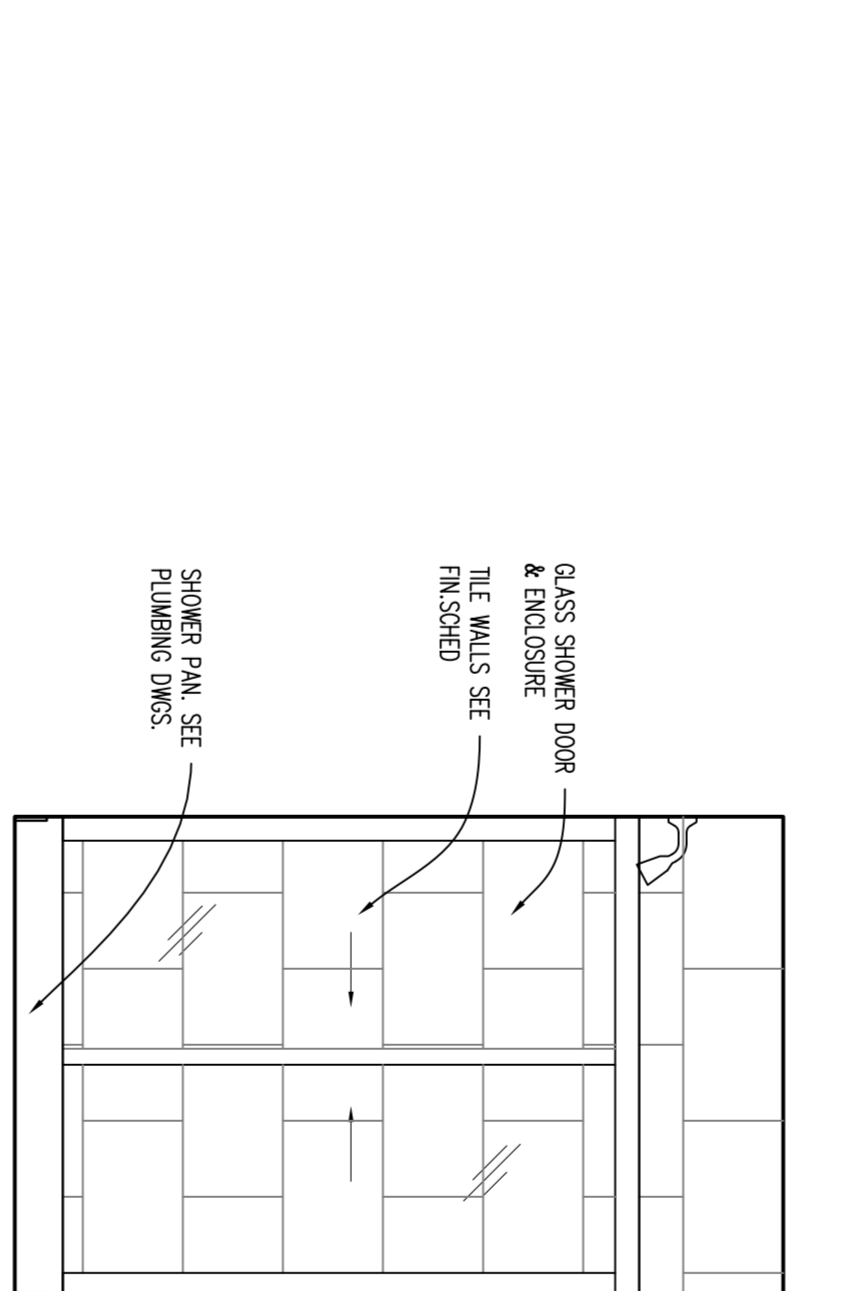 GLASS SHOWER DOOR
& ENCLOSURE
TILE WALLS SEE
FIN.SCHED
SHOWER PAN. SEE
PLUMBING DWGS.